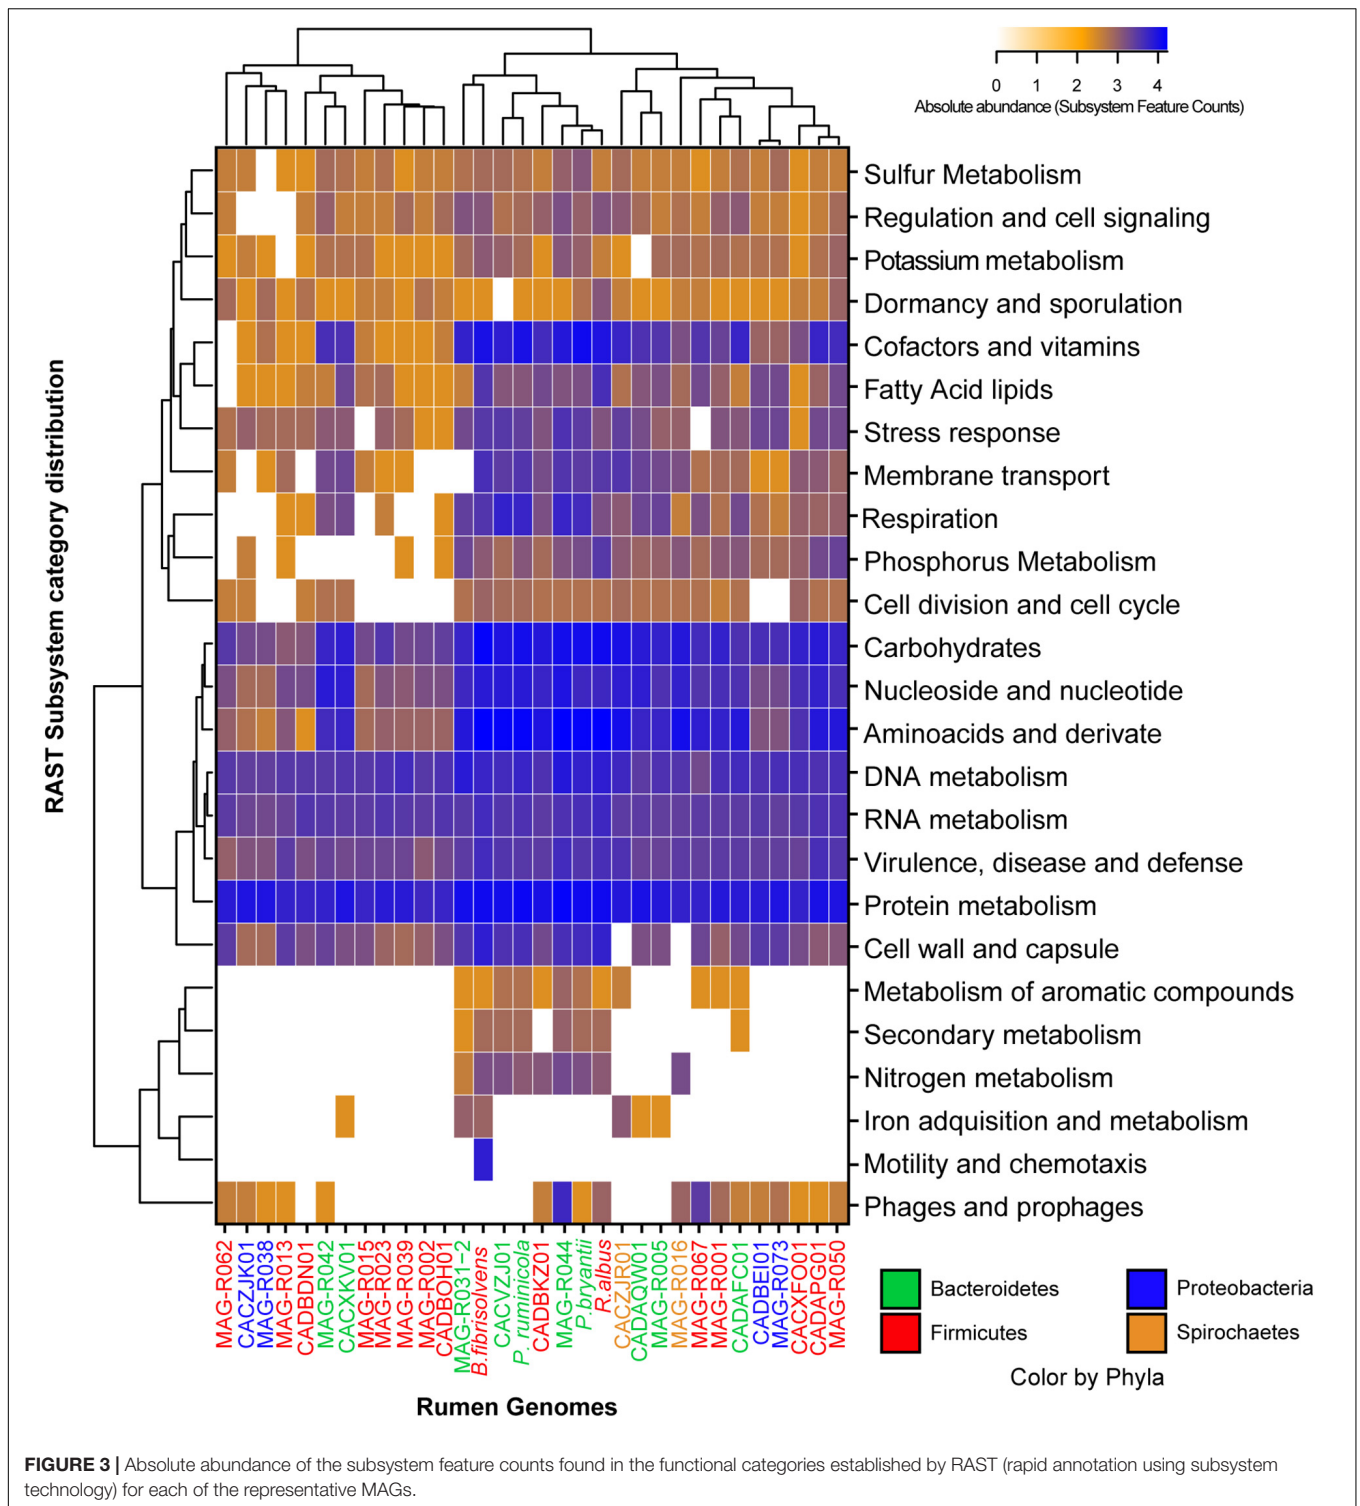 0 1 2 3 4
Absolute abundance (Subsystem Feature Counts)
RAST Subsystem category distribution
Sulfur Metabolism
Regulation and cell signaling
Potassium metabolism
Dormancy and sporulation
Cofactors and vitamins
Fatty Acid lipids
Stress response
Membrane transport
Respiration
Phosphorus Metabolism
Cell division and cell cycle
Carbohydrates
Nucleoside and nucleotide
Aminoacids and derivate
DNA metabolism
RNA metabolism
Virulence, disease and defense
Protein metabolism
Cell wall and capsule
Metabolism of aromatic compounds
Secondary metabolism
Nitrogen metabolism
Iron adquisition and metabolism
Motility and chemotaxis
Phages and prophages
MAG-R062
CACZJK01
MAG-R038
MAG-R013
CADBDN01
MAG-R042
CACXKV01
MAG-R015
MAG-R023
MAG-R039
MAG-R002
CADBOH01
MAG-R031-2
B.fibrisolvens
CACVZJ01
P. ruminicola
CADBKZ01
MAG-R044
P.bryantii
R.albus
CACZJR01
CADAQW01
MAG-R005
MAG-R016
MAG-R067
MAG-R001
CADAFC01
CADBEI01
MAG-R073
CACXFO01
CADAPG01
MAG-R050
Bacteroidetes
Proteobacteria
Firmicutes
Spirochaetes
Color by Phyla
Rumen Genomes
FIGURE 3 | Absolute abundance of the subsystem feature counts found in the functional categories established by RAST (rapid annotation using subsystem
technology) for each of the representative MAGs.